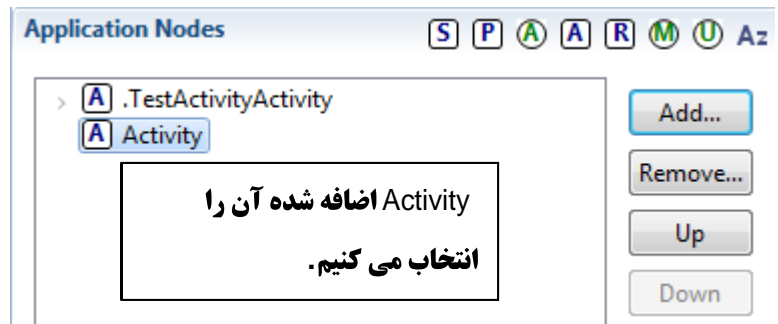 Application Nodes S P A A R M U Az
A .TestActivityActivity
A Activity
Add...
Remove...
Up
Down
Activity اضافه شده آن را
انتخاب می کنیم.